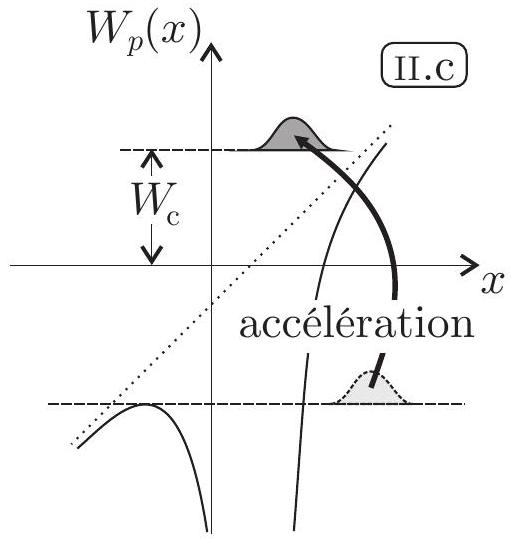 W_p(x)
II.c
W_c
x
accélération